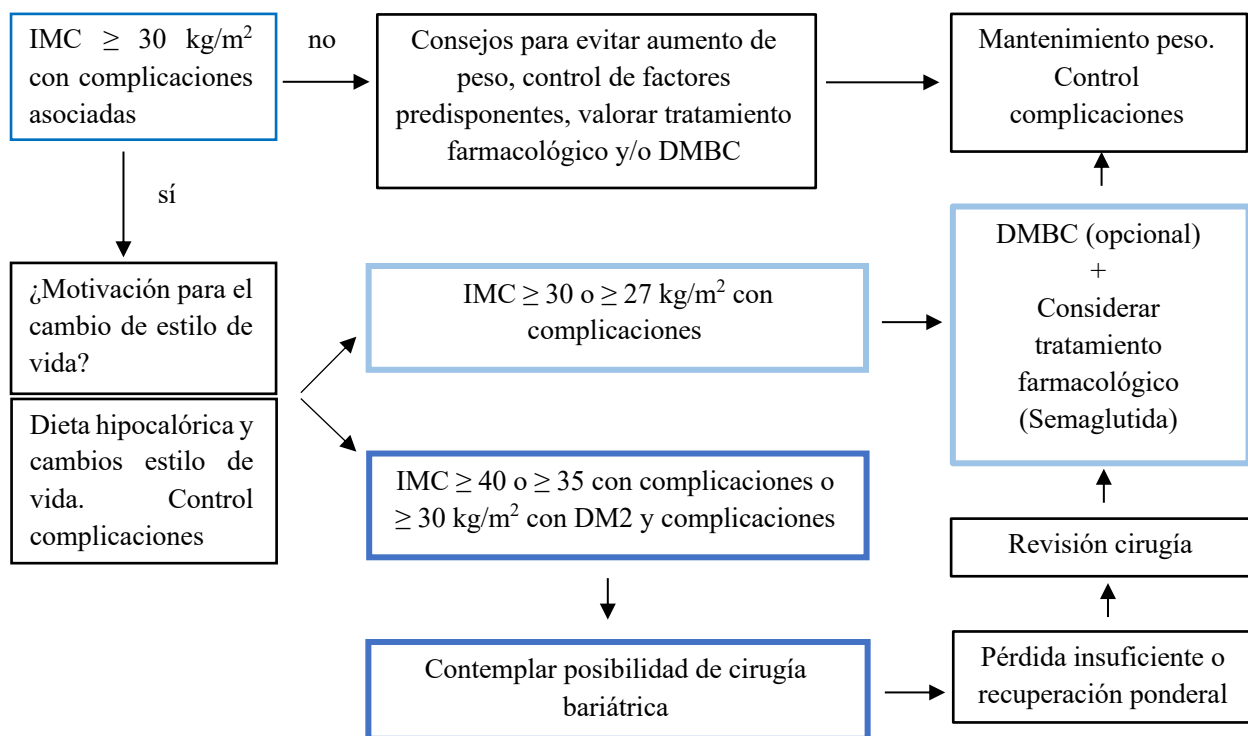 IMC ≥ 30 kg/m²
con complicaciones
asociadas
no
Consejos para evitar aumento de
peso, control de factores
predisponentes, valorar tratamiento
farmacológico y/o DMBC
Mantenimiento peso.
Control
complicaciones
sí
¿Motivación para el
cambio de estilo de
vida?
Dieta hipocalórica y
cambios estilo de
vida. Control
complicaciones
IMC ≥ 30 o ≥ 27 kg/m² con
complicaciones
DMBC (opcional)
+
Considerar
tratamiento
farmacológico
(Semaglutida)
IMC ≥ 40 o ≥ 35 con complicaciones o
≥ 30 kg/m² con DM2 y complicaciones
Revisión cirugía
Contemplar posibilidad de cirugía
bariátrica
Pérdida insuficiente o
recuperación ponderal